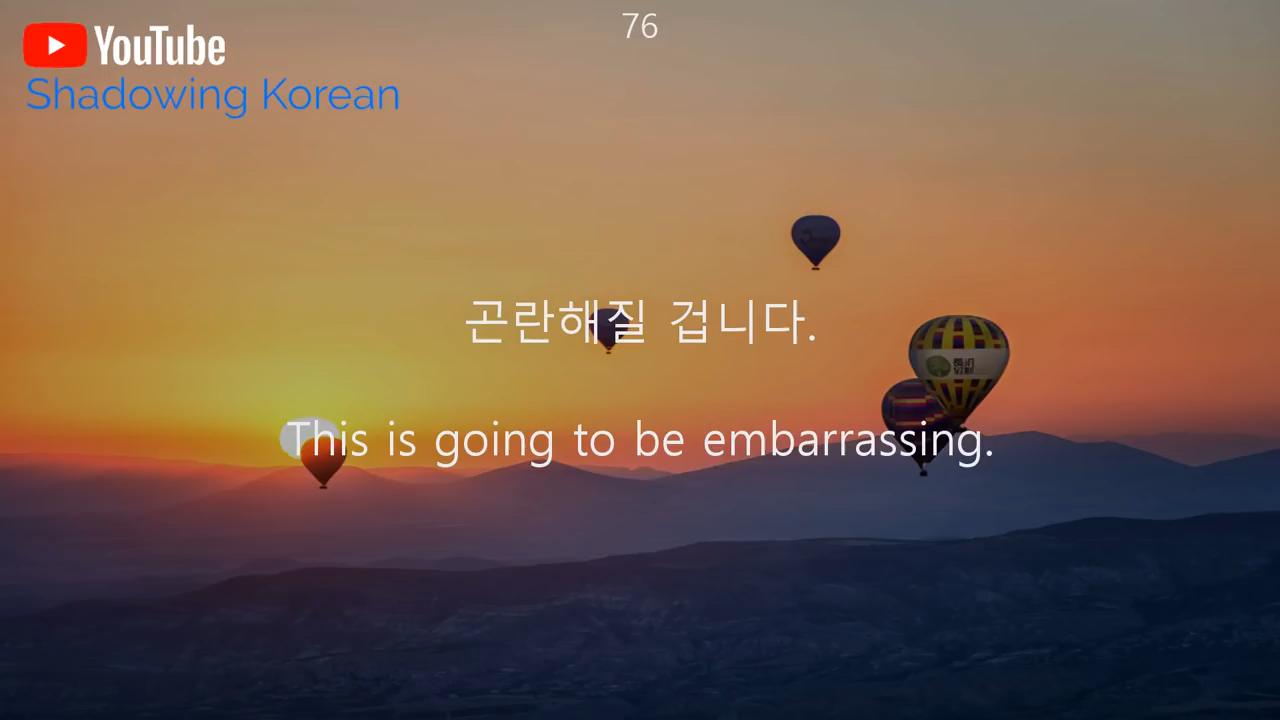 76
YouTube
Shadowing Korean
곤란해질 겁니다.
This is going to be embarrassing.